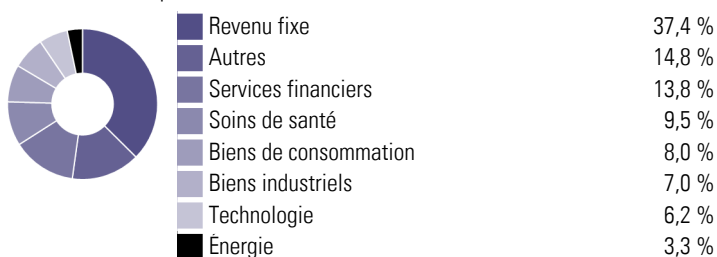 Revenu fixe 37,4 %
Autres 14,8 %
Services financiers 13,8 %
Soins de santé 9,5 %
Biens de consommation 8,0 %
Biens industriels 7,0 %
Technologie 6,2 %
Énergie 3,3 %